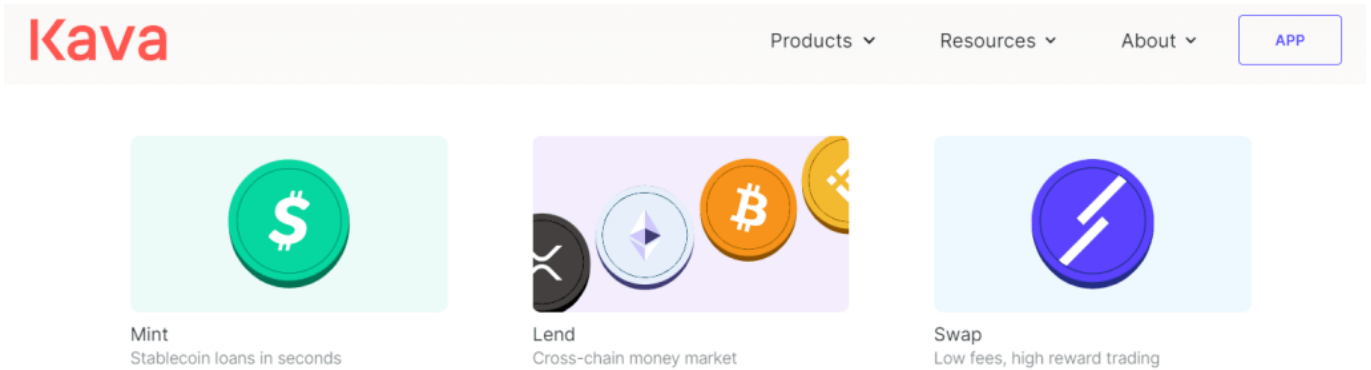 Kava
Products
Resources
About
APP
Mint
Stablecoin loans in seconds
Lend
Cross-chain money market
Swap
Low fees, high reward trading